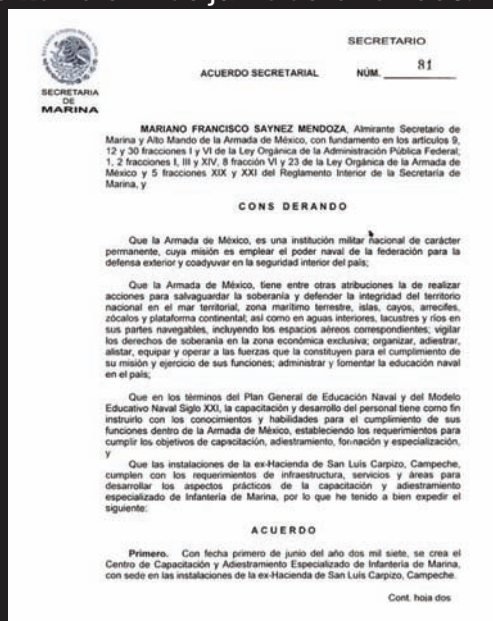 SECRETARIO
81
ACUERDO SECRETARIAL NÚM.
SECRETARIA
DE
MARINA
MARIANO FRANCISCO SAYNEZ MENDOZA, Almirante Secretario de
Marina y Alto Mando de la Armada de México, con fundamento en los artículos 9,
12 y 30 fracciones I y VI de la Ley Orgánica de la Administración Pública Federal;
1, 2 fracciones I, III y XIV, 8 fracción VI y 23 de la Ley Orgánica de la Armada de
México y 5 fracciones XIX y XXI del Reglamento Interior de la Secretaría de
Marina, y
CONS DERANDO
Que la Armada de México, es una institución militar nacional de carácter
permanente, cuya misión es emplear el poder naval de la federación para la
defensa exterior y coadyuvar en la seguridad interior del país;
Que la Armada de México, tiene entre otras atribuciones la de realizar
acciones para salvaguardar la soberanía y defender la integridad del territorio
nacional en el mar territorial, zona marítimo terrestre, islas, cayos, arrecifes,
zócalos y plataforma continental; así como en aguas interiores, lacustres y ríos en
sus partes navegables, incluyendo los espacios aéreos correspondientes; vigilar
los derechos de soberanía en la zona económica exclusiva; organizar, adiestrar,
alistar, equipar y operar a las fuerzas que la constituyen para el cumplimiento de
su misión y ejercicio de sus funciones; administrar y fomentar la educación naval
en el país;
Que en los términos del Plan General de Educación Naval y del Modelo
Educativo Naval Siglo XXI, la capacitación y desarrollo del personal tiene como fin
instruirlo con los conocimientos y habilidades para el cumplimiento de sus
funciones dentro de la Armada de México, estableciendo los requerimientos para
cumplir los objetivos de capacitación, adiestramiento, formación y especialización,
y
Que las instalaciones de la ex-Hacienda de San Luis Carpizo, Campeche,
cumplen con los requerimientos de infraestructura, servicios y áreas para
desarrollar los aspectos prácticos de la capacitación y adiestramiento
especializado de Infantería de Marina, por lo que he tenido a bien expedir el
siguiente:
ACUERDO
Primero. Con fecha primero de junio del año dos mil siete, se crea el
Centro de Capacitación y Adiestramiento Especializado de Infantería de Marina,
con sede en las instalaciones de la ex-Hacienda de San Luis Carpizo, Campeche.
Cont. hoja dos